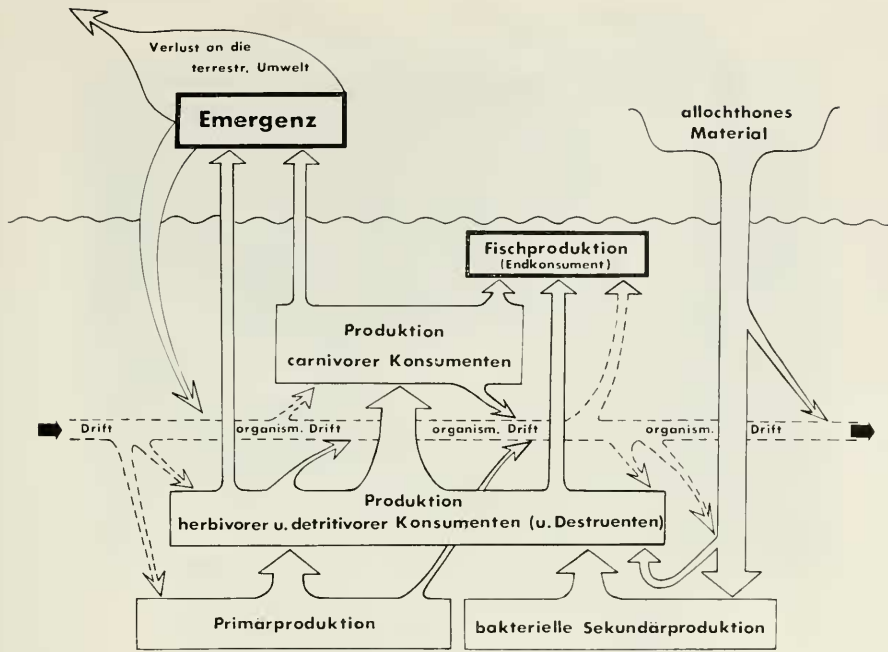 Verlust an die
terrestr. Umwelt
Emergenz
allochthones
Material
Fischproduktion
(Endkonsument)
Produktion
carnivorer Konsumenten
Drift
organism. Drift
organism. Drift
organism. Drift
Produktion
herbivorer u. detritivorer Konsumenten (u. Destruenten)
Primärproduktion
bakterielle Sekundärproduktion